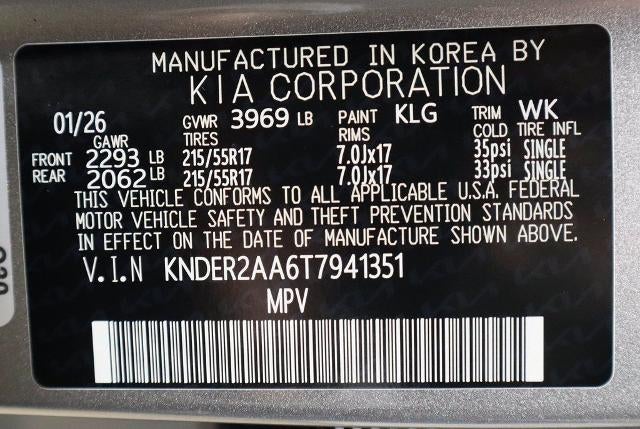 MANUFACTURED IN KOREA BY
KIA CORPORATION
01/26 GVWR 3969 LB PAINT KLG TRIM WK
GAWR TIRES RIMS COLD TIRE INFL
FRONT 2293 LB 215/55R17 7.0Jx17 35psi SINGLE
REAR 2062 LB 215/55R17 7.0Jx17 33psi SINGLE
THIS VEHICLE CONFORMS TO ALL APPLICABLE U.S.A. FEDERAL
MOTOR VEHICLE SAFETY AND THEFT PREVENTION STANDARDS
IN EFFECT ON THE DATE OF MANUFACTURE SHOWN ABOVE.
V.I.N KNDER2AA6T7941351
MPV